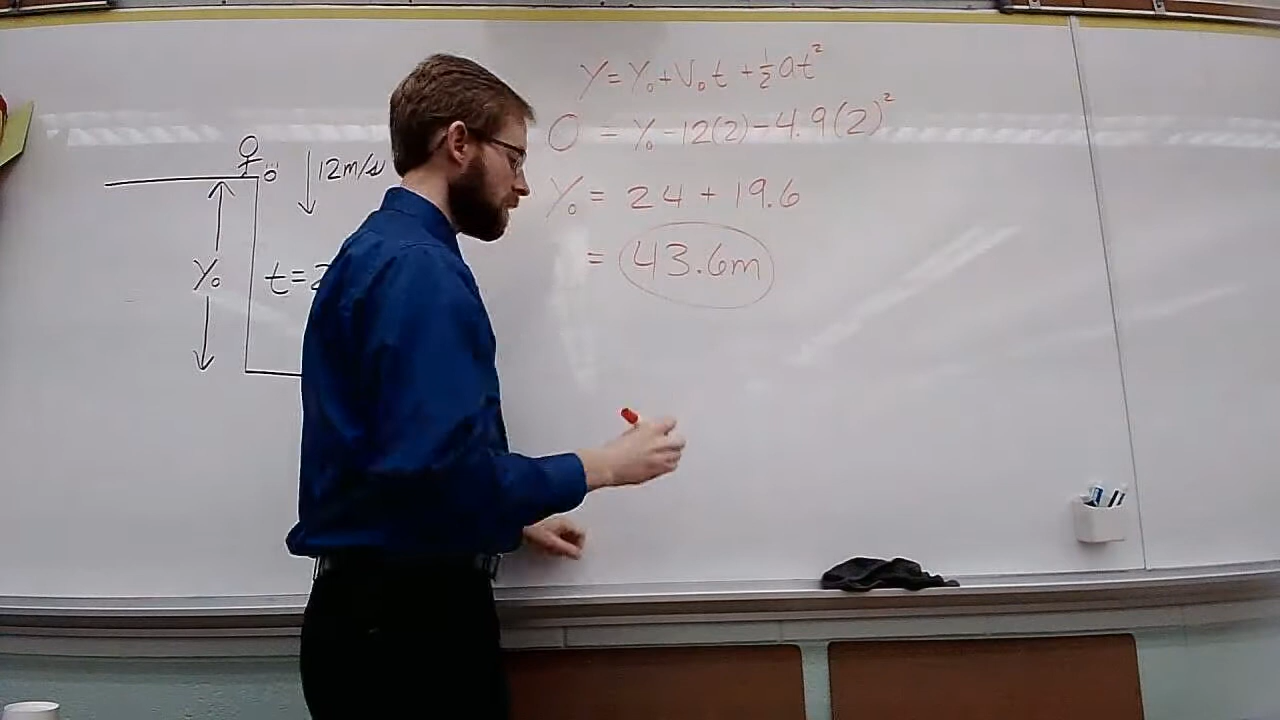 12m/s
Y₀
t=2
Y=Y₀+V₀t+½at²
O = Y₀-12(2)-4.9(2)²
Y₀ = 24 + 19.6
= 43.6m